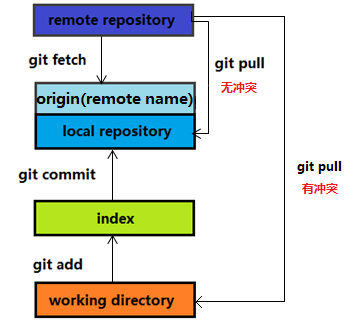 remote repository
git fetch
git pull
无冲突
origin(remote name)
local repository
git pull
有冲突
git commit
index
git add
working directory